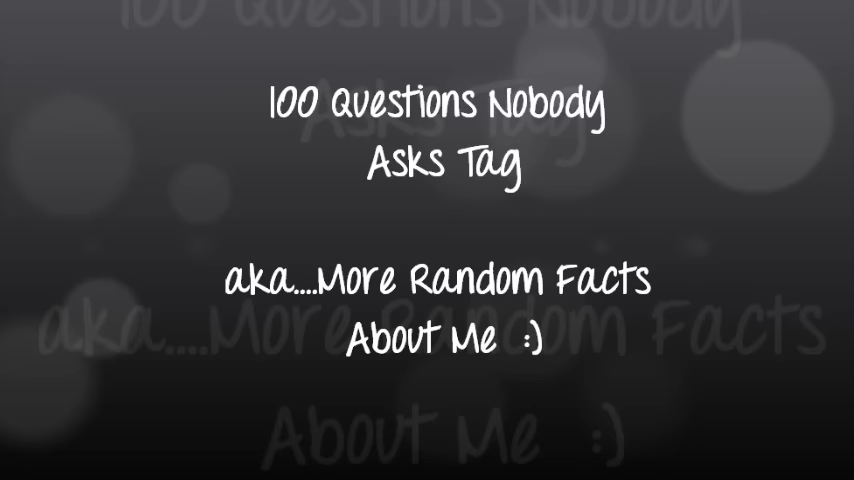 100 Questions Nobody
Asks Tag
aka....More Random Facts
About Me :)